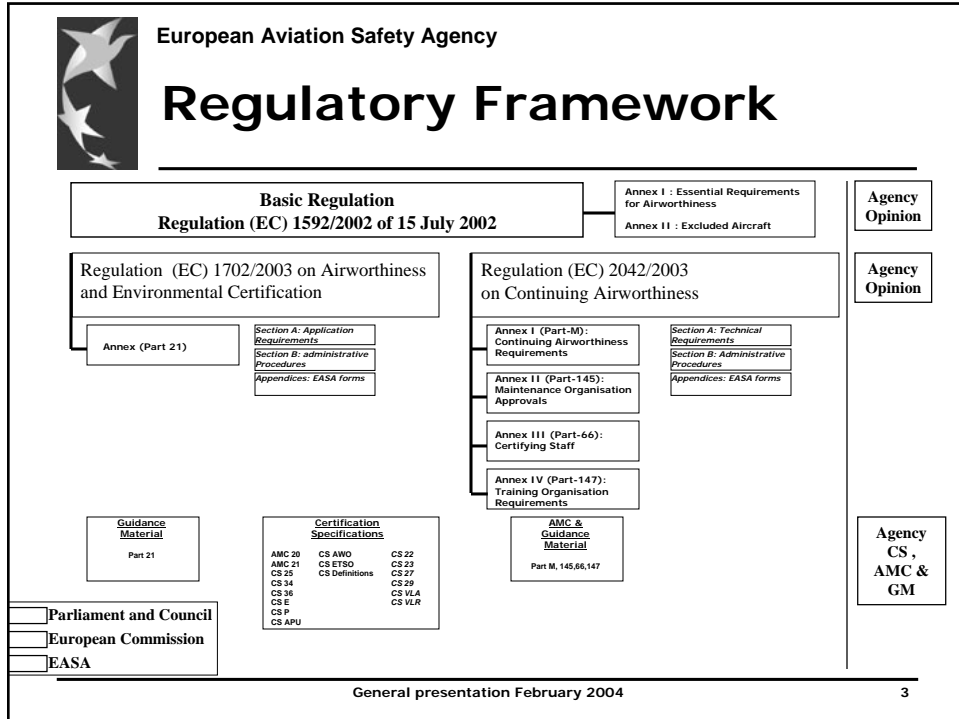 European Aviation Safety Agency
Regulatory Framework
Basic Regulation
Regulation (EC) 1592/2002 of 15 July 2002
Annex I : Essential Requirements
for Airworthiness
Annex II : Excluded Aircraft
Agency
Opinion
Regulation (EC) 1702/2003 on Airworthiness
and Environmental Certification
Annex (Part 21)
Section A: Application
Requirements
Section B: administrative
Procedures
Appendices: EASA forms
Regulation (EC) 2042/2003
on Continuing Airworthiness
Annex I (Part-M):
Continuing Airworthiness
Requirements
Annex II (Part-145):
Maintenance Organisation
Approvals
Annex III (Part-66):
Certifying Staff
Annex IV (Part-147):
Training Organisation
Requirements
Section A: Technical
Requirements
Section B: Administrative
Procedures
Appendices: EASA forms
Agency
Opinion
Guidance
Material
Part 21
Certification
Specifications
AMC 20 CS AWO CS 22
AMC 21 CS ETSO CS 23
CS 25 CS Definitions CS 27
CS 34 CS 29
CS 36 CS VLA
CS E CS VLR
CS P
CS APU
AMC &
Guidance
Material
Part M, 145,66,147
Agency
CS ,
AMC &
GM
Parliament and Council
European Commission
EASA
General presentation February 2004 3